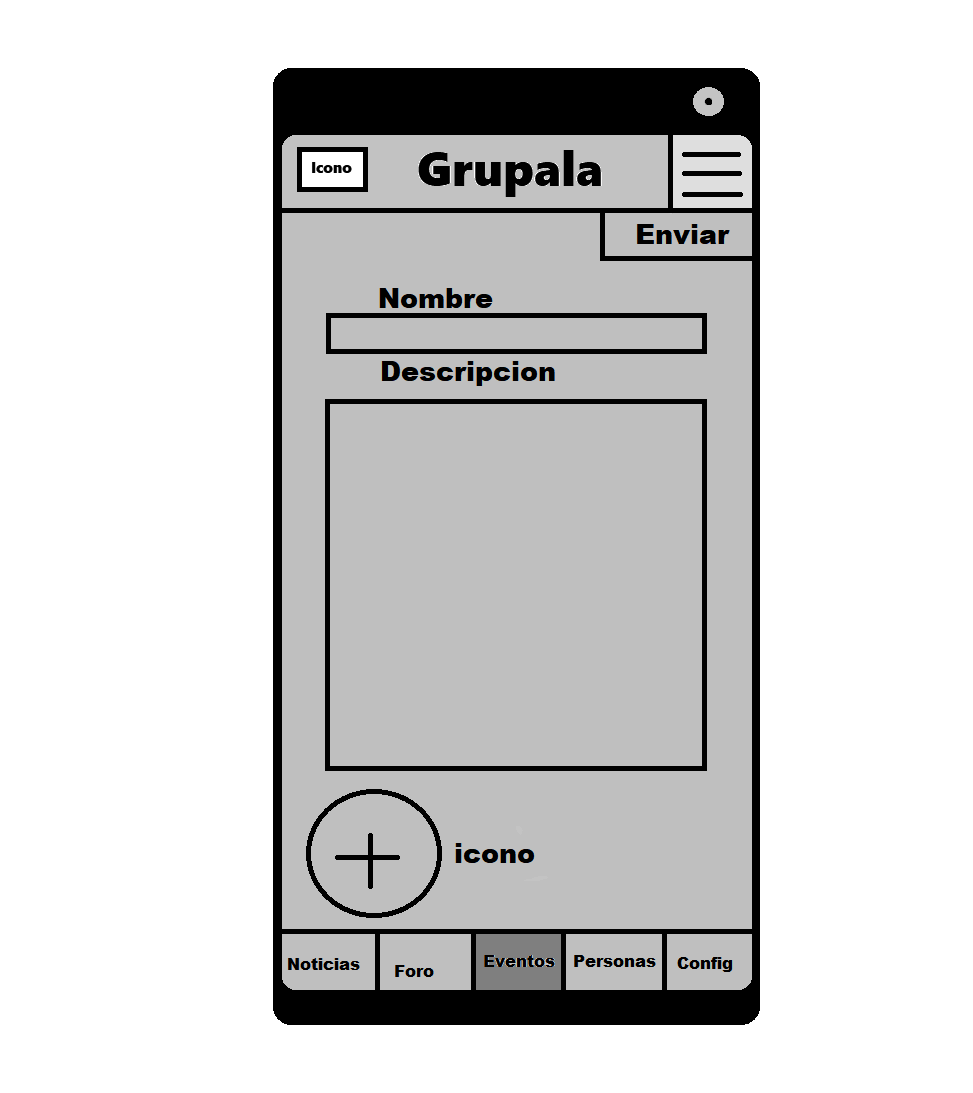 Icono
Grupala
Enviar
Nombre
Descripcion
icono
Noticias
Foro
Eventos
Personas
Config